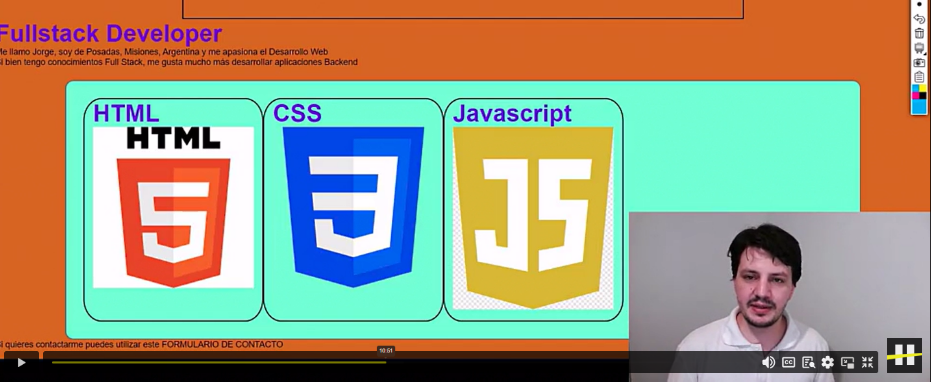 Fullstack Developer
Me llamo Jorge, soy de Posadas, Misiones, Argentina y me apasiona el Desarrollo Web
Si bien tengo conocimientos Full Stack, me gusta mucho más desarrollar aplicaciones Backend
HTML
CSS
Javascript
HTML
5
3
JS
Si quieres contactarme puedes utilizar este FORMULARIO DE CONTACTO
10:51
CC